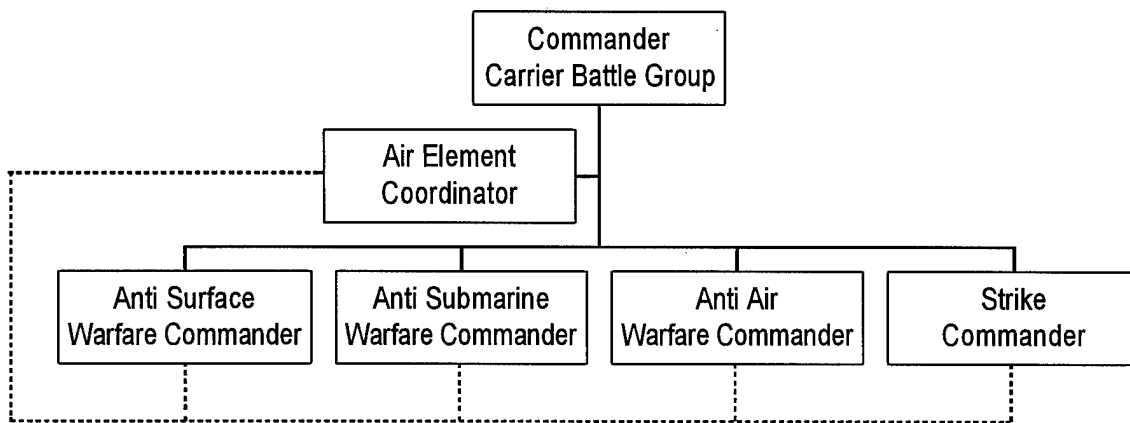 Commander
Carrier Battle Group
Air Element
Coordinator
Anti Surface
Warfare Commander
Anti Submarine
Warfare Commander
Anti Air
Warfare Commander
Strike
Commander